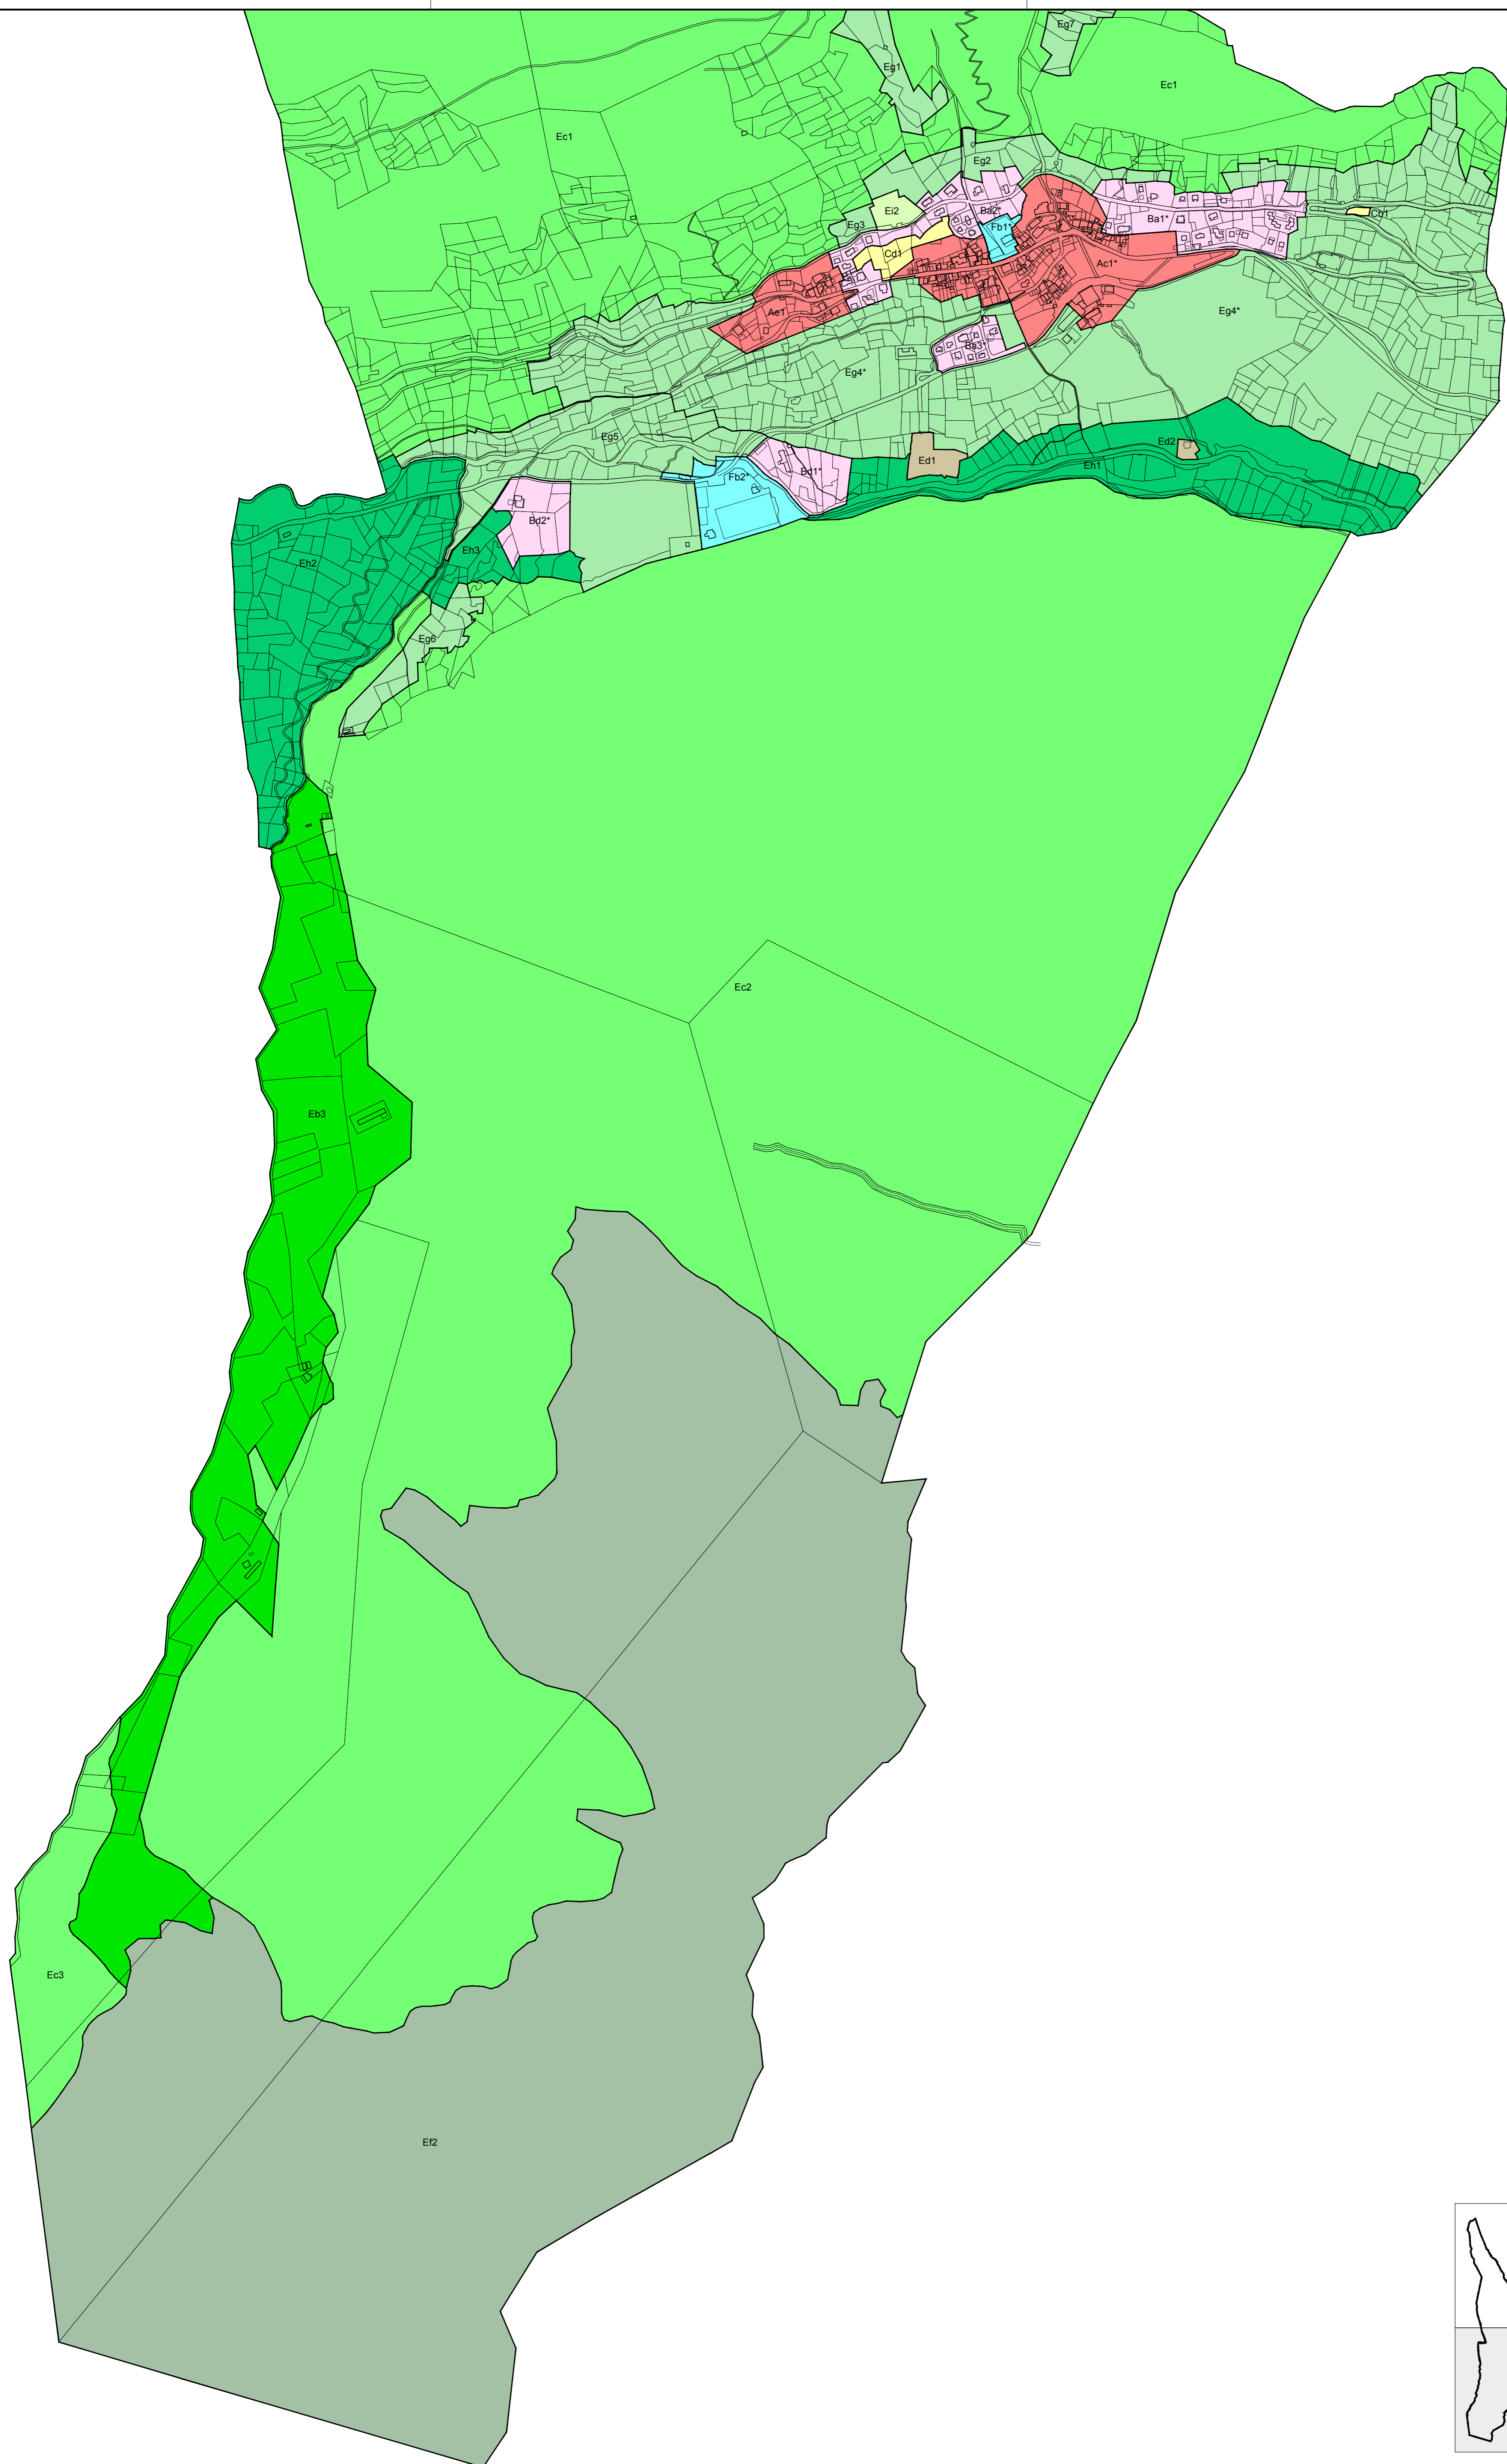 Eg7
Eg1
Ec1
Ec1
Eg2
Ei2
Ba2*
Eg3
Fb1*
Ba1*
Cb1
Cd1
Ac1*
Ac1
Eg4*
Ba3*
Eg4*
Eg5
Ed2
Ed1
Eh1
Bd1*
Fb2*
Bd2*
Eh3
Eh2
Eg6
Ec2
Eb3
Ec3
Ef2